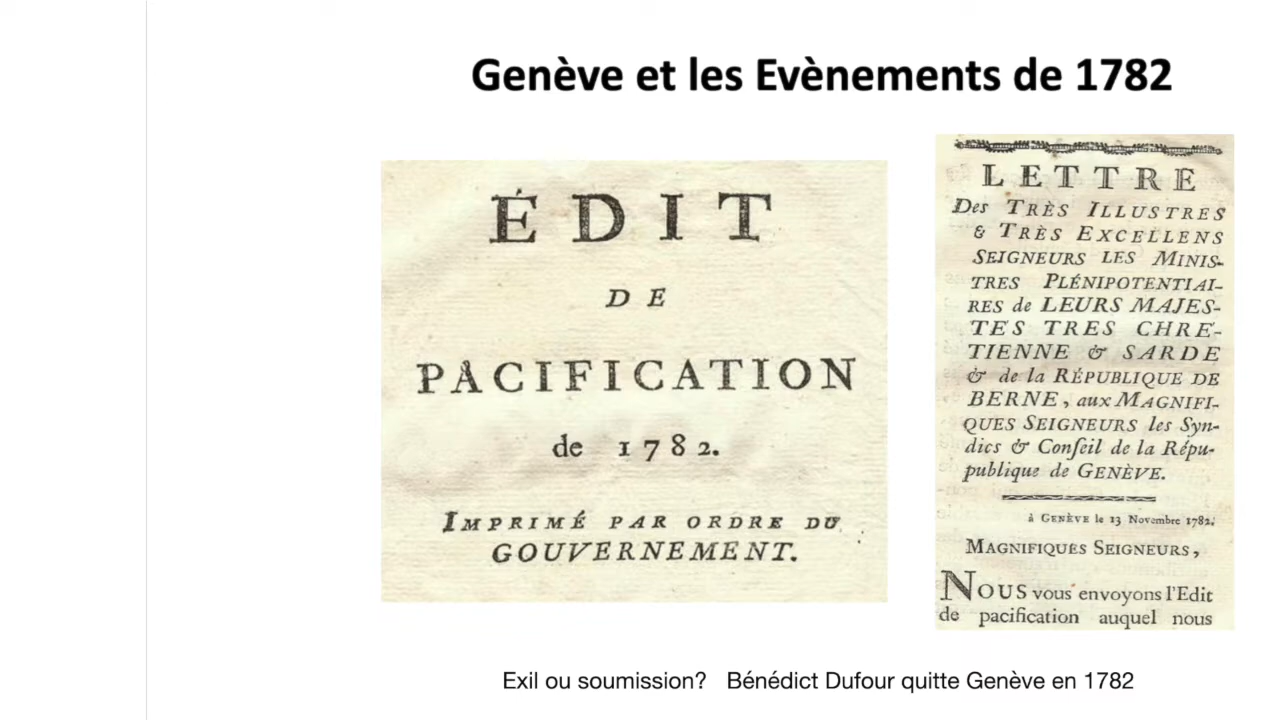 Genève et les Evènements de 1782
ÉDIT
DE
PACIFICATION
de 1782.
IMPRIMÉ PAR ORDRE DU
GOUVERNEMENT.
LETTRE
Des TRÈS ILLUSTRES
& TRÈS EXCELLENS
SEIGNEURS LES MINIS-
TRES PLÉNIPOTENTIAI-
RES de LEURS MAJES-
TÉS TRES CHRÉ-
TIENNE & SARDE
& de la RÉPUBLIQUE DE
BERNE, aux MAGNIFI-
QUES SEIGNEURS les Syn-
dics & Conseil de la Répu-
publique de GENÈVE.
à GENÈVE le 13 Novembre 1782.
MAGNIFIQUES SEIGNEURS,
NOUS vous envoyons l'Edit
de pacification auquel nous
Exil ou soumission? Bénédict Dufour quitte Genève en 1782